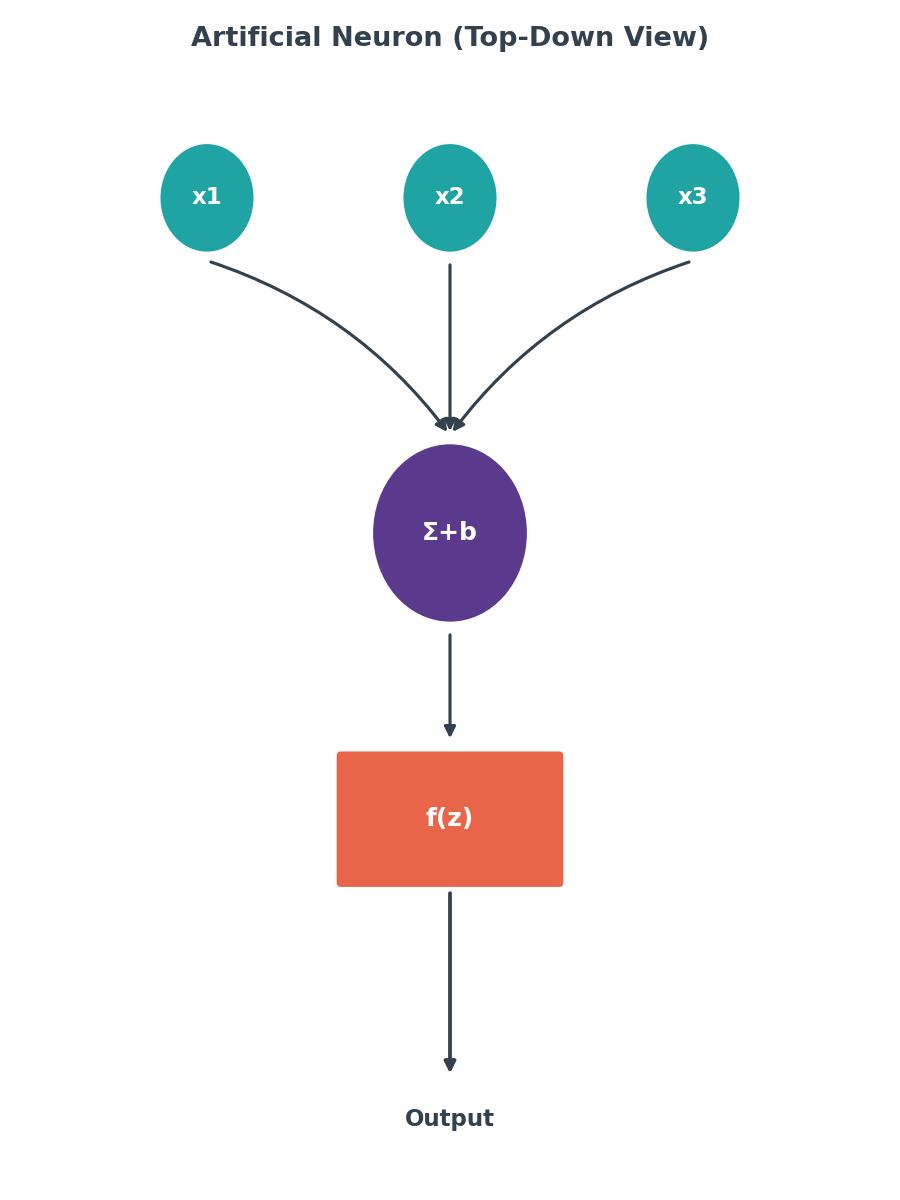 Artificial Neuron (Top-Down View)
x1 x2 x3
Σ+b
f(z)
Output